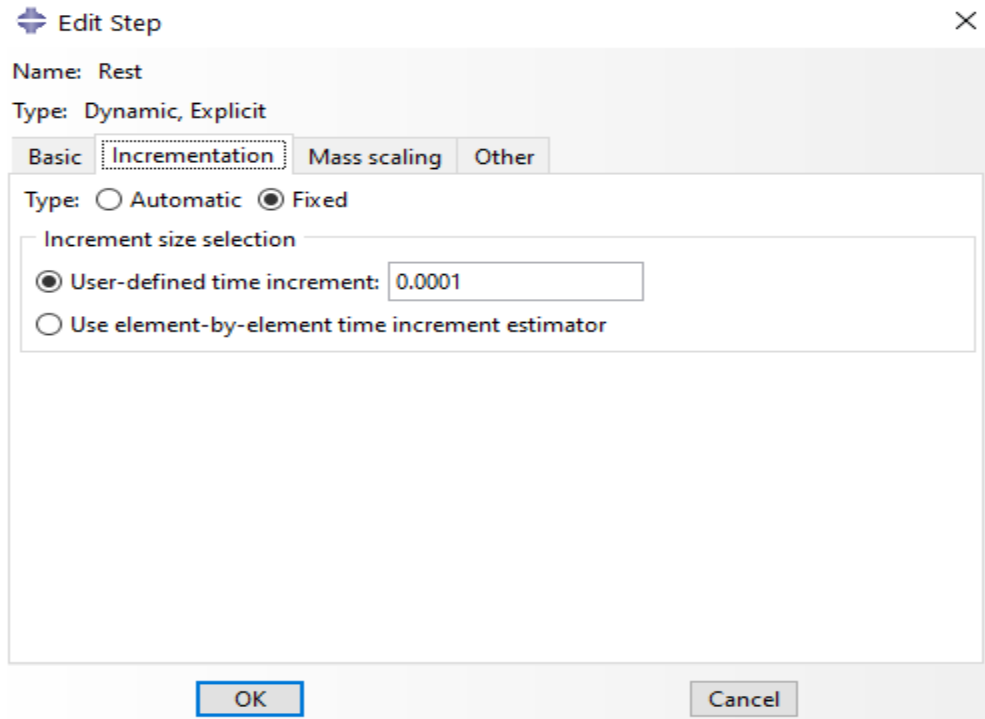 Edit Step
Name: Rest
Type: Dynamic, Explicit
Basic Incrementation Mass scaling Other
Type: Automatic Fixed
Increment size selection
User-defined time increment: 0.0001
Use element-by-element time increment estimator
OK Cancel